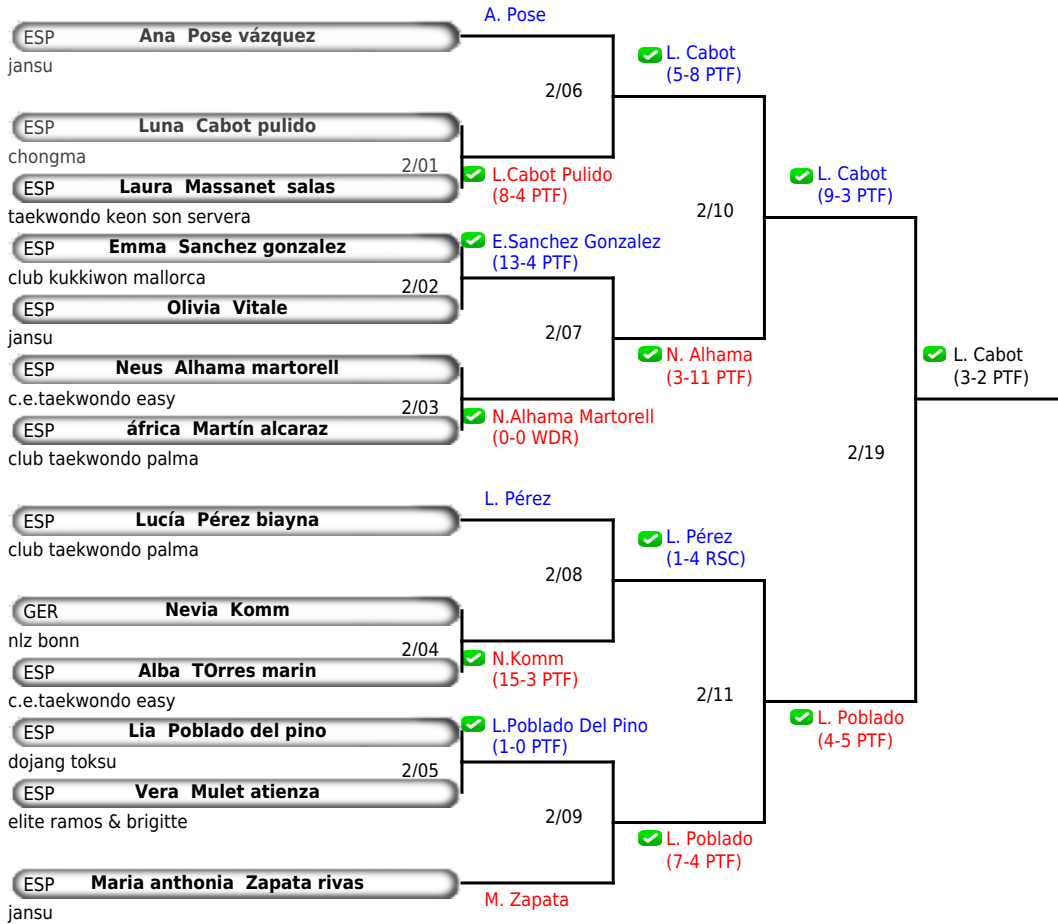 A. Pose
ESP Ana Pose vázquez
jansu
L. Cabot
(5-8 PTF)
2/06
ESP Luna Cabot pulido
chongma
2/01
L.Cabot Pulido
(8-4 PTF)
ESP Laura Massanet salas
taekwondo keon son servera
L. Cabot
(9-3 PTF)
2/10
ESP Emma Sanchez gonzalez
club kukkiwon mallorca
E.Sanchez Gonzalez
(13-4 PTF)
2/02
ESP Olivia Vitale
jansu
2/07
N. Alhama
(3-11 PTF)
L. Cabot
(3-2 PTF)
ESP Neus Alhama martorell
c.e.taekwondo easy
2/03
N.Alhama Martorell
(0-0 WDR)
ESP áfrica Martín alcaraz
club taekwondo palma
2/19
L. Pérez
ESP Lucía Pérez biayna
club taekwondo palma
L. Pérez
(1-4 RSC)
2/08
GER Nevia Komm
nlz bonn
2/04
N.Komm
(15-3 PTF)
ESP Alba TOrres marin
c.e.taekwondo easy
2/11
L. Poblado
(4-5 PTF)
ESP Lia Poblado del pino
dojang toksu
L.Poblado Del Pino
(1-0 PTF)
2/05
ESP Vera Mulet atienza
elite ramos & brigitte
2/09
L. Poblado
(7-4 PTF)
ESP Maria anthonia Zapata rivas
jansu
M. Zapata